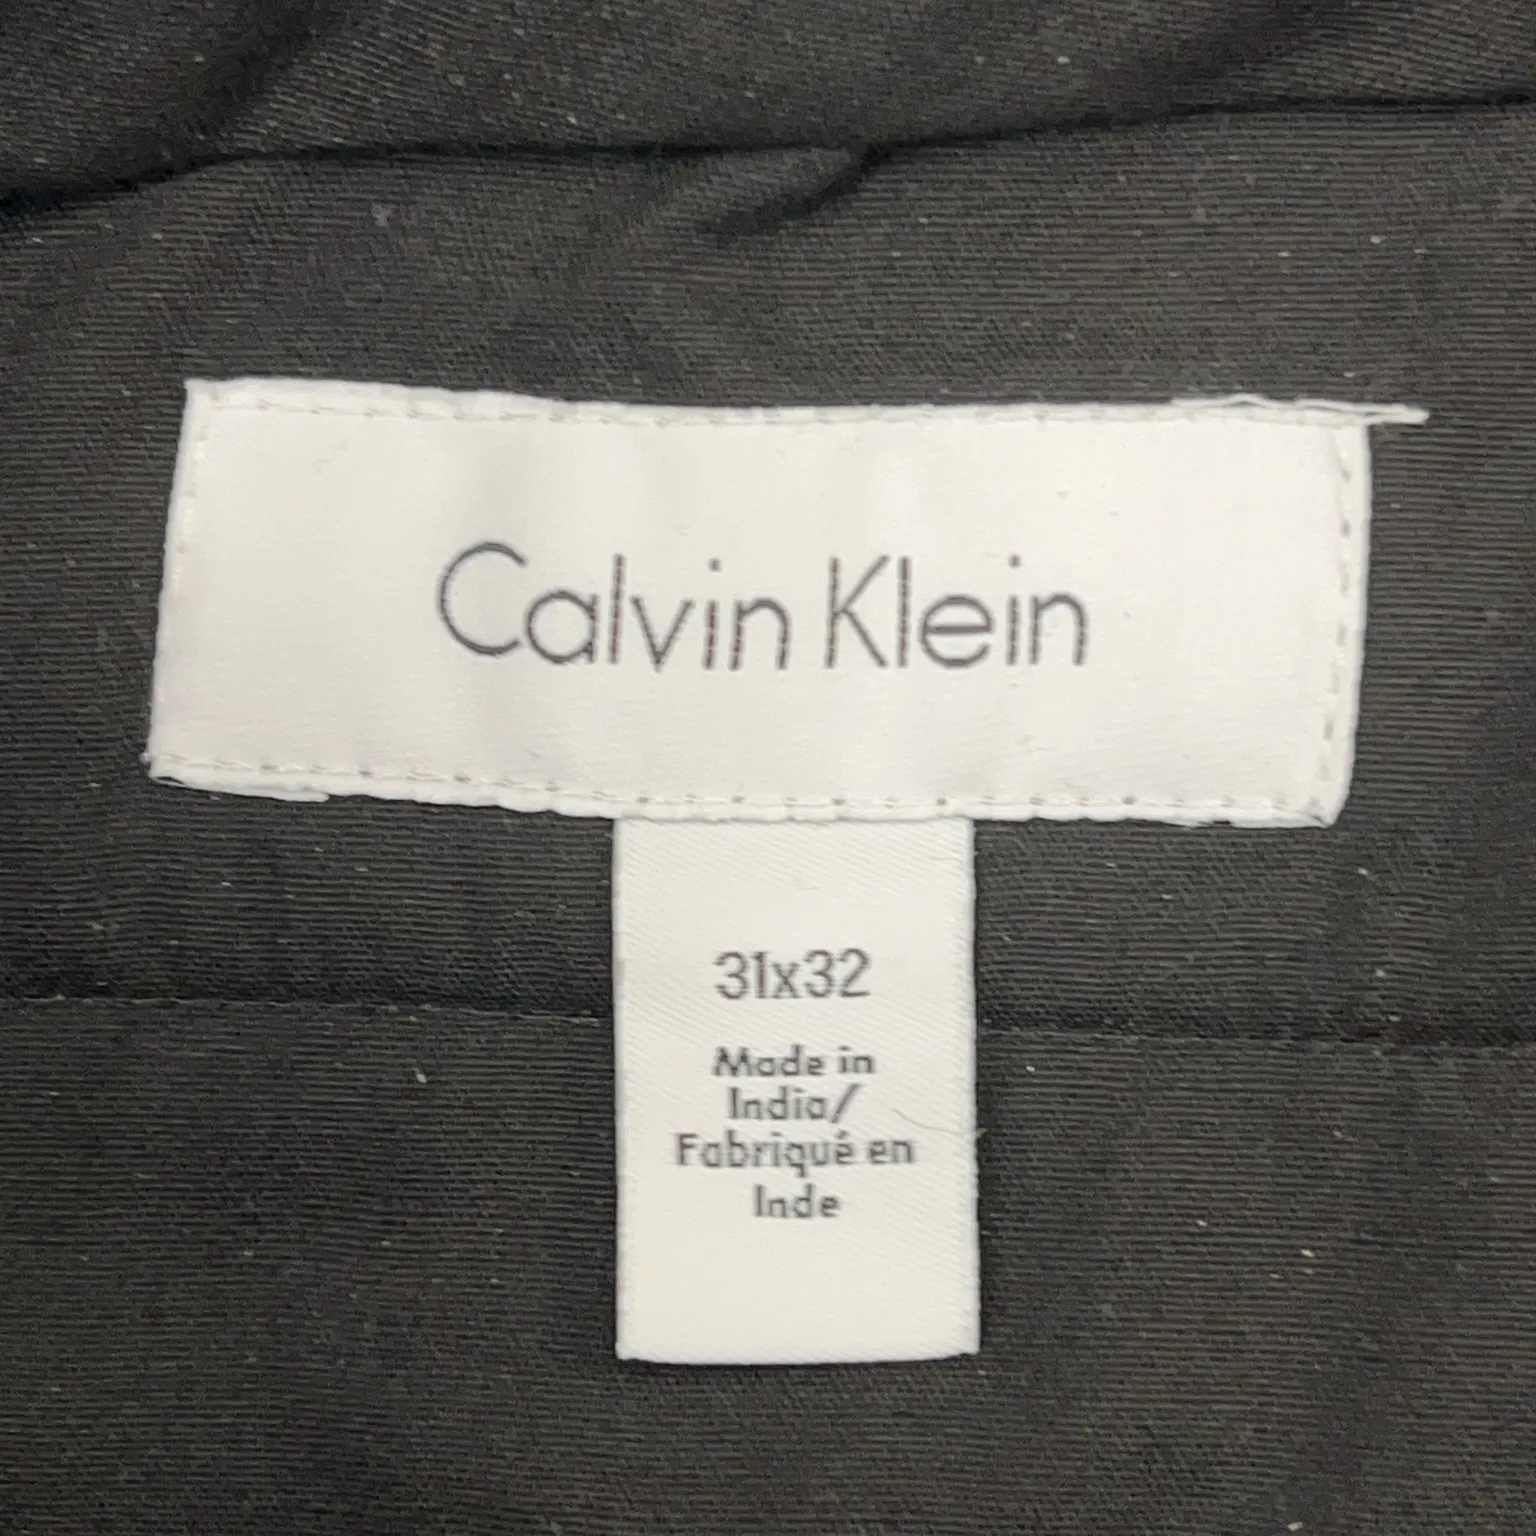 Calvin Klein
31x32
Made in
India/
Fabriqué en
Inde